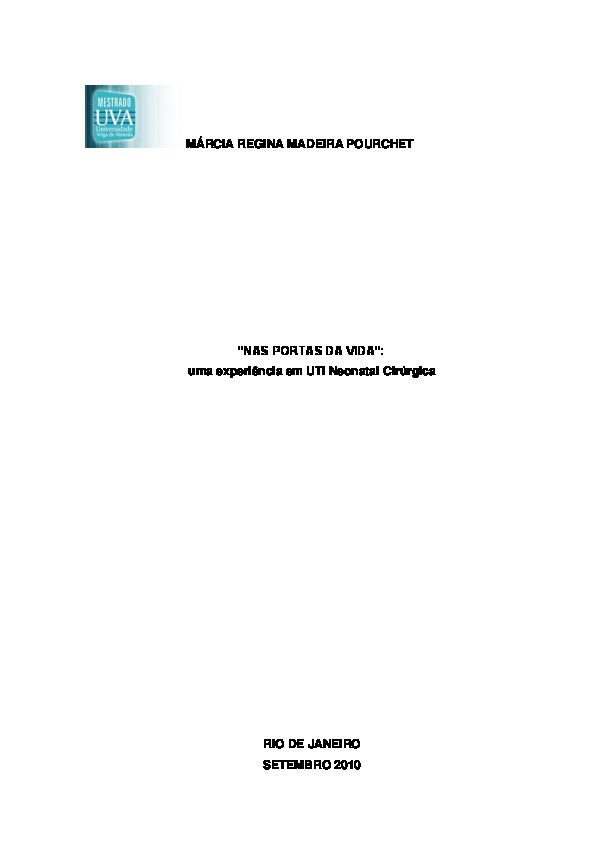 MESTRADO
UVA
Universidade
Veiga de Almeida
MÁRCIA REGINA MADEIRA POURCHET
"NAS PORTAS DA VIDA":
uma experiência em UTI Neonatal Cirúrgica
RIO DE JANEIRO
SETEMBRO 2010